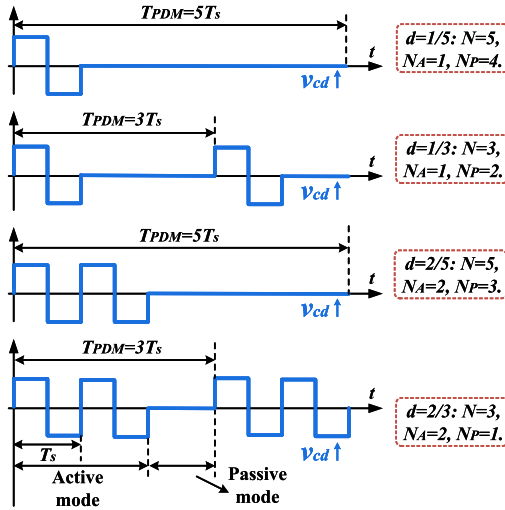 TPDM=5Ts
t
vcd
d=1/5: N=5,
NA=1, NP=4.
TPDM=3Ts
t
vcd
d=1/3: N=3,
NA=1, NP=2.
TPDM=5Ts
t
vcd
d=2/5: N=5,
NA=2, NP=3.
TPDM=3Ts
t
vcd
d=2/3: N=3,
NA=2, NP=1.
Ts
Active
mode
Passive
mode